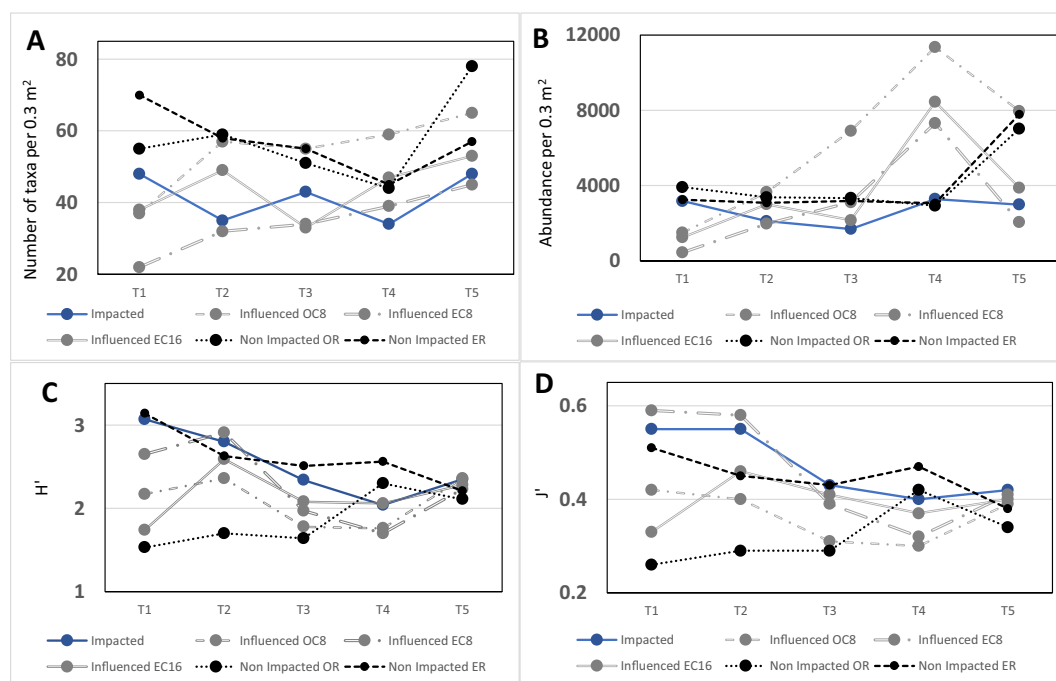 A
Number of taxa per 0.3 m²
80
60
40
20
T1 T2 T3 T4 T5
Impacted Influenced OC8 Influenced EC8
Influenced EC16 Non Impacted OR Non Impacted ER
B
Abundance per 0.3 m²
12000
8000
4000
0
T1 T2 T3 T4 T5
Impacted Influenced OC8 Influenced EC8
Influenced EC16 Non Impacted OR Non Impacted ER
C
H'
3
2
1
T1 T2 T3 T4 T5
Impacted Influenced OC8 Influenced EC8
Influenced EC16 Non Impacted OR Non Impacted ER
D
J'
0.6
0.4
0.2
T1 T2 T3 T4 T5
Impacted Influenced OC8 Influenced EC8
Influenced EC16 Non Impacted OR Non Impacted ER